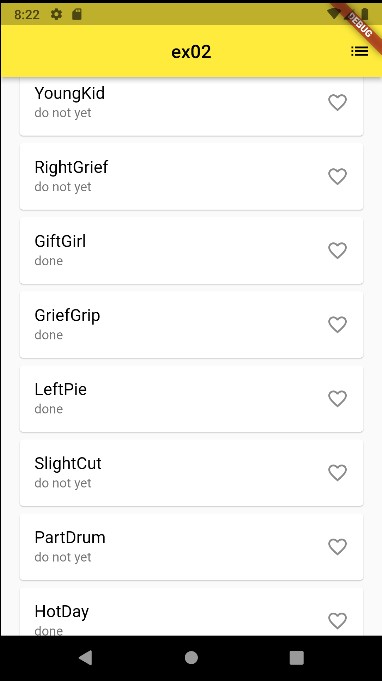 8:22
DEBUG
ex02
YoungKid
do not yet
RightGrief
do not yet
GiftGirl
done
GriefGrip
done
LeftPie
done
SlightCut
do not yet
PartDrum
do not yet
HotDay
done